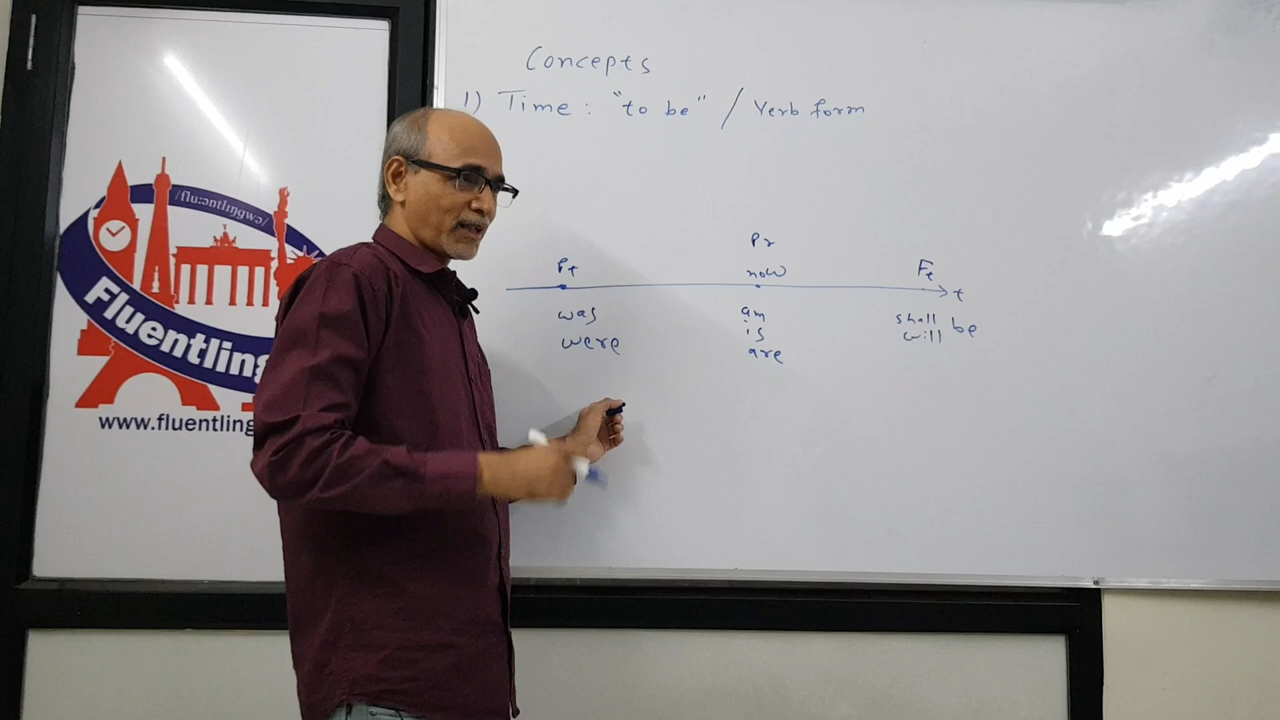 Concepts
1) Time : "to be" / Verb form
Pr
Pt now Ft
t
was am shall be
were is will
are
/flu:əntlɪŋgwə/
Fluentling
www.fluentling